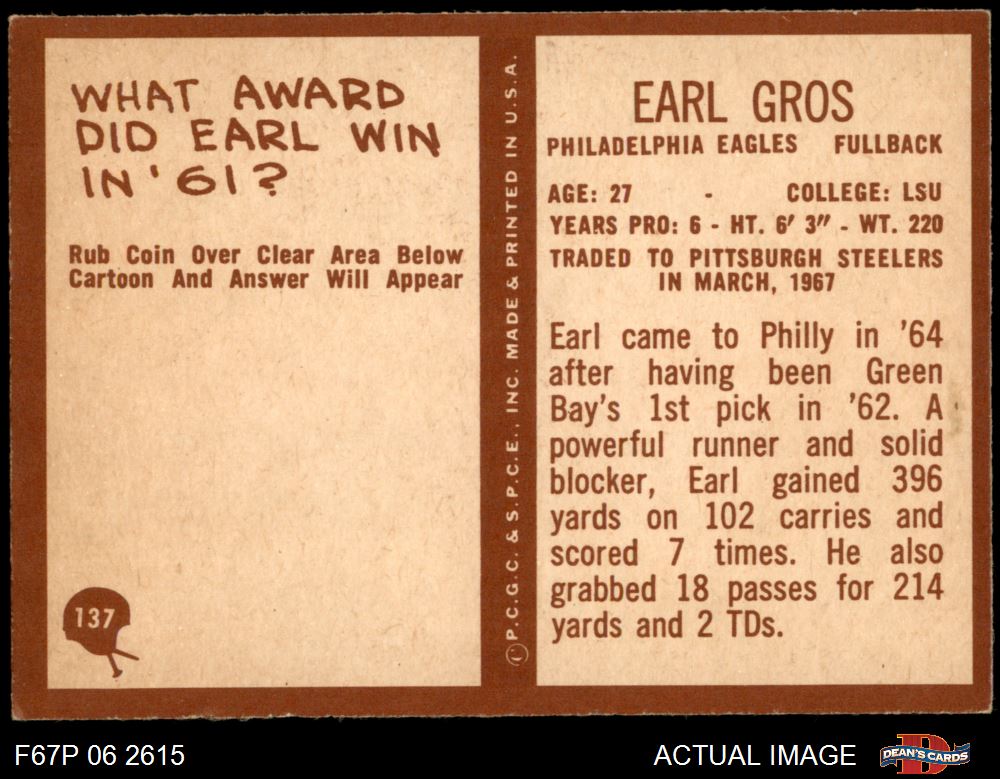 WHAT AWARD
DID EARL WIN
IN '61?
Rub Coin Over Clear Area Below
Cartoon And Answer Will Appear
137
© P.C.G.C. & S.P.C.E., INC. MADE & PRINTED IN U.S.A.
EARL GROS
PHILADELPHIA EAGLES FULLBACK
AGE: 27 - COLLEGE: LSU
YEARS PRO: 6 - HT. 6' 3" - WT. 220
TRADED TO PITTSBURGH STEELERS
IN MARCH, 1967
Earl came to Philly in '64
after having been Green
Bay's 1st pick in '62. A
powerful runner and solid
blocker, Earl gained 396
yards on 102 carries and
scored 7 times. He also
grabbed 18 passes for 214
yards and 2 TDs.
F67P 06 2615
ACTUAL IMAGE
D
DEAN'S CARDS